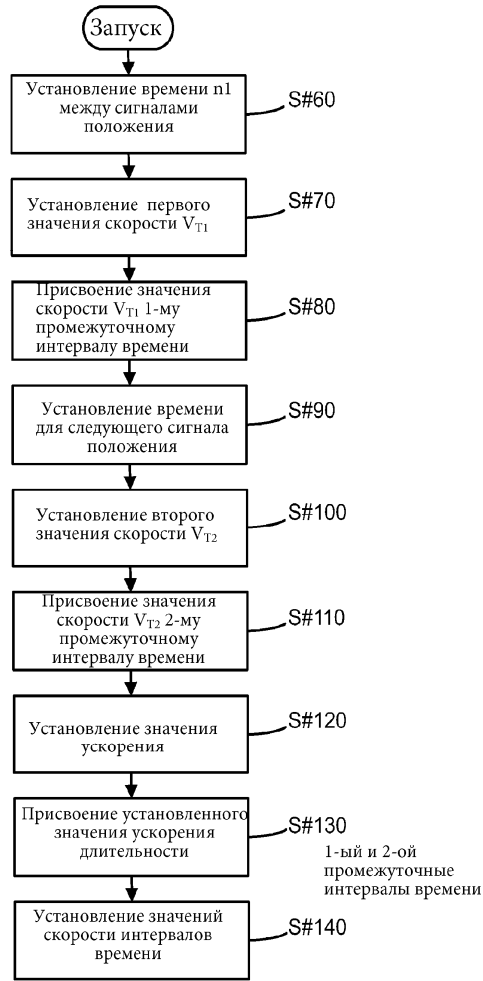 Запуск
Установление времени n1
между сигналами
положения
S#60
Установление первого
значения скорости VT1
S#70
Присвоение значения
скорости VT1 1-му
промежуточному
интервалу времени
S#80
Установление времени
для следующего сигнала
положения
S#90
Установление второго
значения скорости VT2
S#100
Присвоение значения
скорости VT2 2-му
промежуточному
интервалу времени
S#110
Установление значения
ускорения
S#120
Присвоение установленного
значения ускорения
длительности
S#130
1-ый и 2-ой
промежуточные
интервалы времени
Установление значений
скорости интервалов
времени
S#140